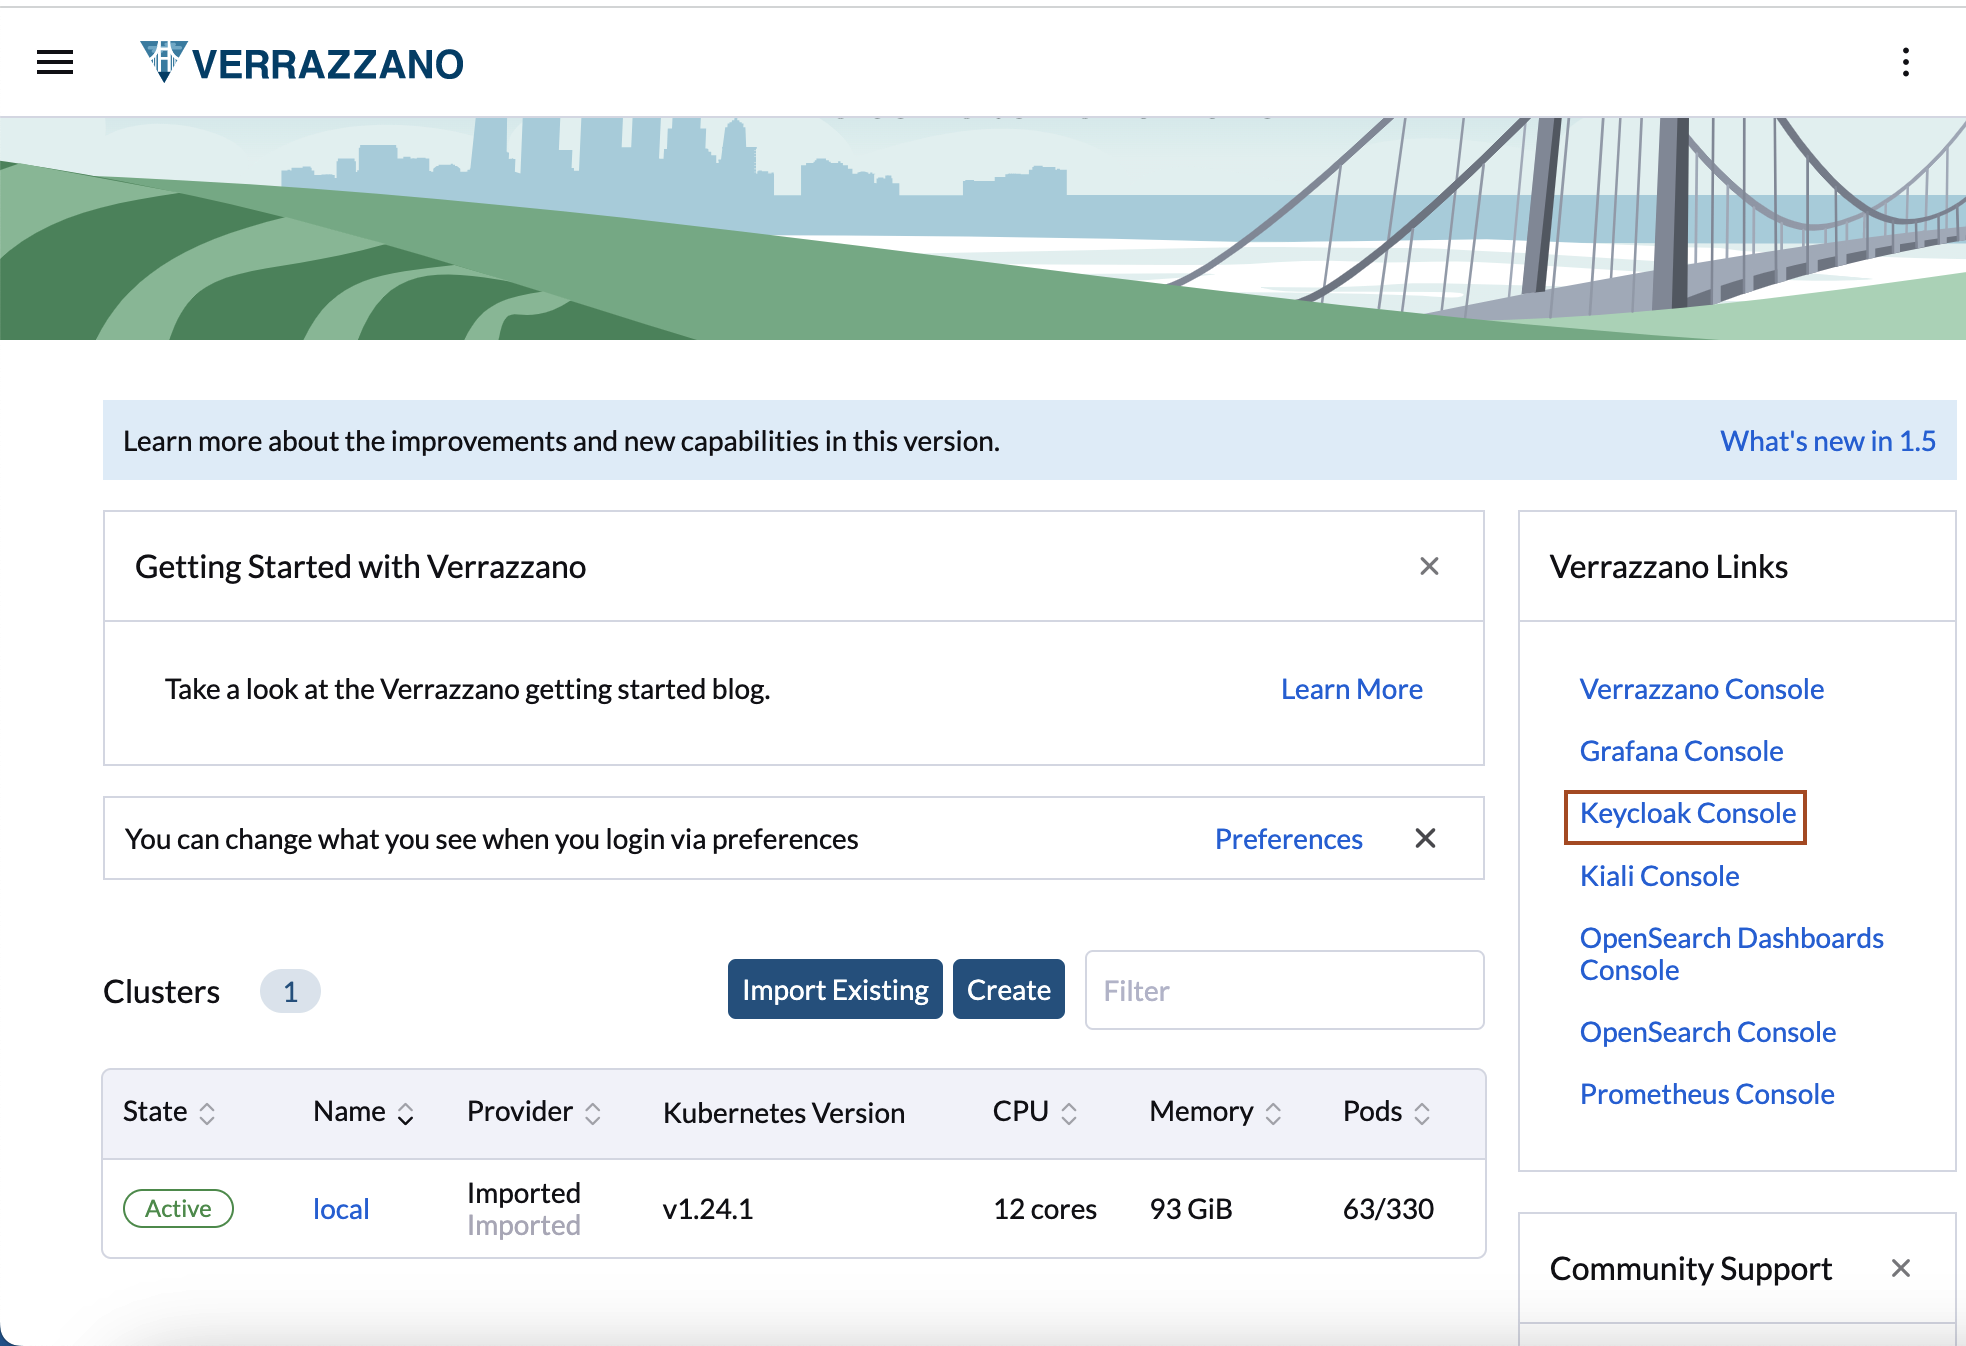 VERRAZZANO
Learn more about the improvements and new capabilities in this version.
What's new in 1.5
Getting Started with Verrazzano
Take a look at the Verrazzano getting started blog.
Learn More
You can change what you see when you login via preferences
Preferences
Clusters 1
Import Existing
Create
Filter
State Name Provider Kubernetes Version CPU Memory Pods
Active local Imported v1.24.1 12 cores 93 GiB 63/330
Imported
Verrazzano Links
Verrazzano Console
Grafana Console
Keycloak Console
Kiali Console
OpenSearch Dashboards
Console
OpenSearch Console
Prometheus Console
Community Support